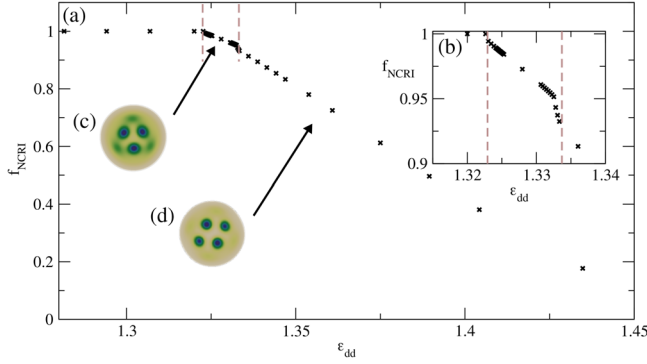 (a)
1
0.8
0.6
0.4
0.2
0
f_NCRI
1.3
1.35
1.4
1.45
ε_dd
(c)
(d)
(b)
1
0.95
0.9
f_NCRI
1.32
1.33
1.34
ε_dd